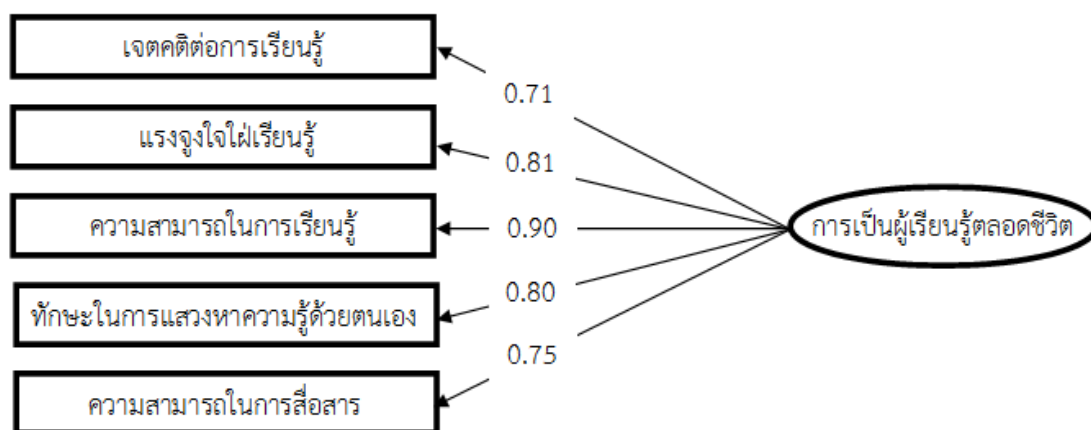 เจตคติต่อการเรียนรู้
0.71
แรงจูงใจใฝ่เรียนรู้
0.81
ความสามารถในการเรียนรู้
0.90
การเป็นผู้เรียนรู้ตลอดชีวิต
ทักษะในการแสวงหาความรู้ด้วยตนเอง
0.80
0.75
ความสามารถในการสื่อสาร